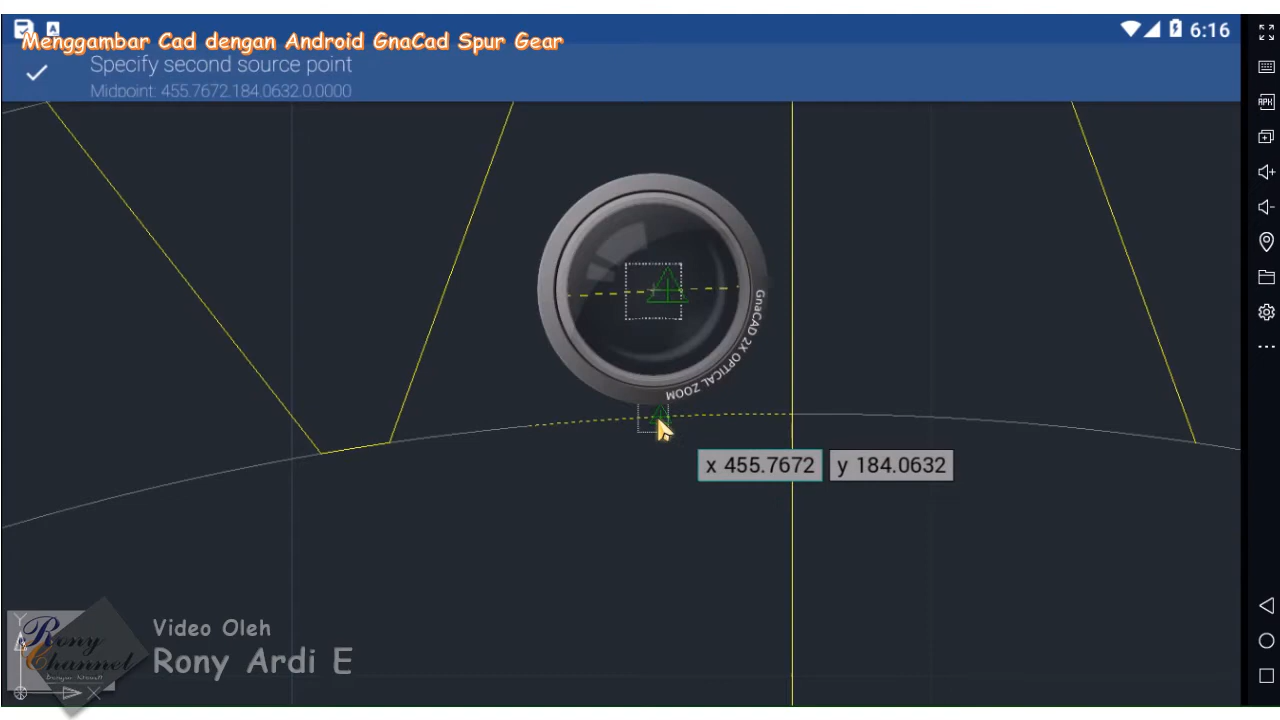 Menggambar Cad dengan Android GnaCad Spur Gear
6:16
Specify second source point
Midpoint: 455.7672,184.0632,0.0000
APK
GnaCAD 2X OPTICAL ZOOM
x 455.7672
y 184.0632
Y
Rony
Channel
X
Video Oleh
Rony Ardi E